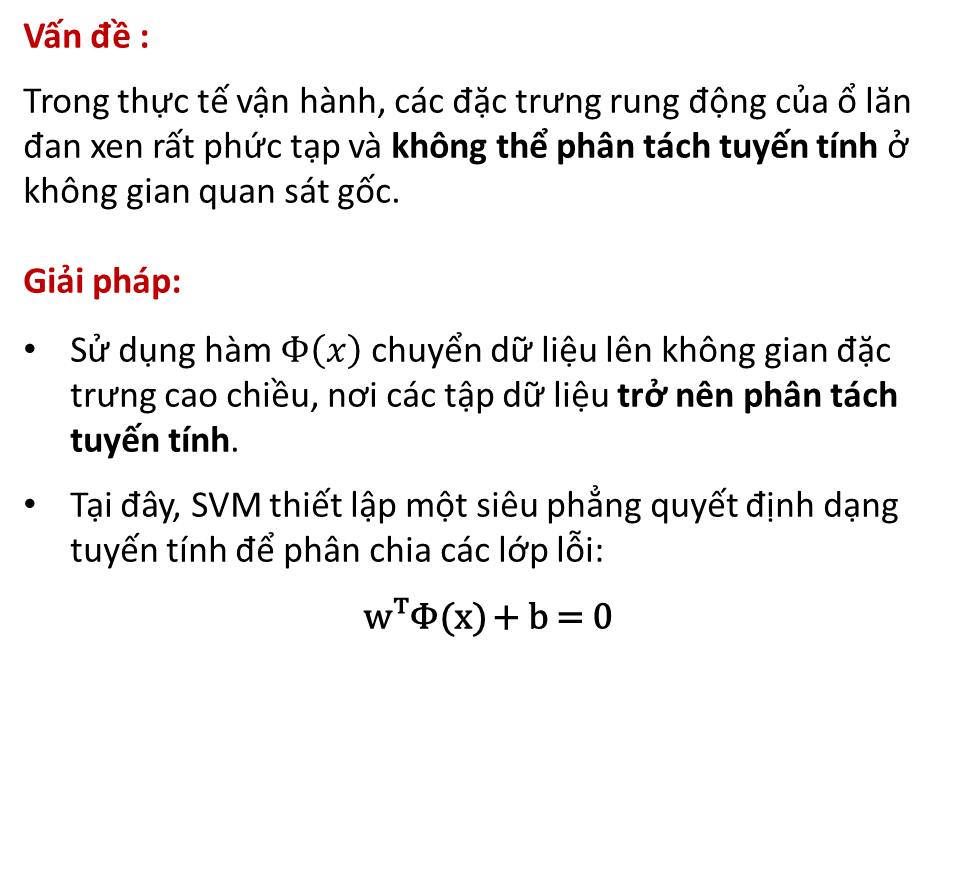 Vấn đề :
Trong thực tế vận hành, các đặc trưng rung động của ổ lăn
đan xen rất phức tạp và không thể phân tách tuyến tính ở
không gian quan sát gốc.
Giải pháp:
• Sử dụng hàm Φ(𝑥) chuyển dữ liệu lên không gian đặc
trưng cao chiều, nơi các tập dữ liệu trở nên phân tách
tuyến tính.
• Tại đây, SVM thiết lập một siêu phẳng quyết định dạng
tuyến tính để phân chia các lớp lỗi:
wᵀΦ(x) + b = 0